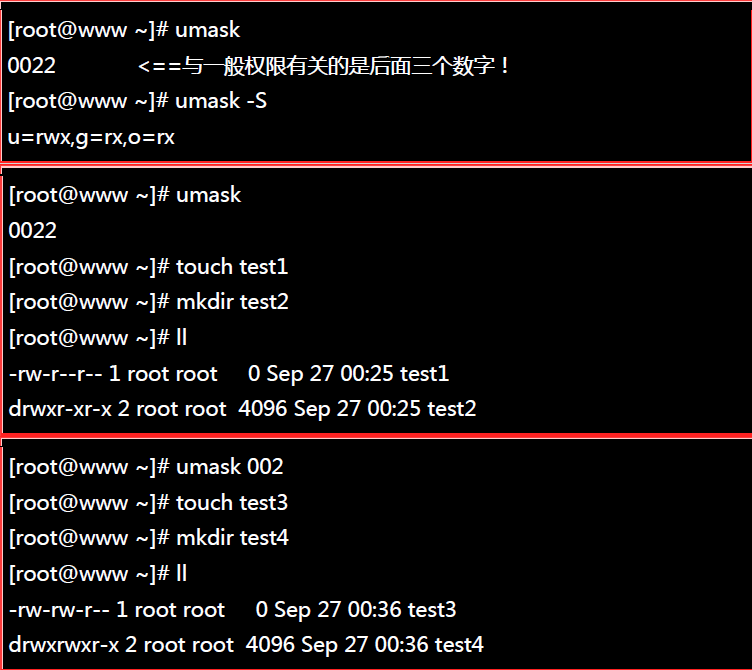 [root@www ~]# umask
0022 <==与一般权限有关的是后面三个数字！
[root@www ~]# umask -S
u=rwx,g=rx,o=rx
[root@www ~]# umask
0022
[root@www ~]# touch test1
[root@www ~]# mkdir test2
[root@www ~]# ll
-rw-r--r-- 1 root root 0 Sep 27 00:25 test1
drwxr-xr-x 2 root root 4096 Sep 27 00:25 test2
[root@www ~]# umask 002
[root@www ~]# touch test3
[root@www ~]# mkdir test4
[root@www ~]# ll
-rw-rw-r-- 1 root root 0 Sep 27 00:36 test3
drwxrwxr-x 2 root root 4096 Sep 27 00:36 test4